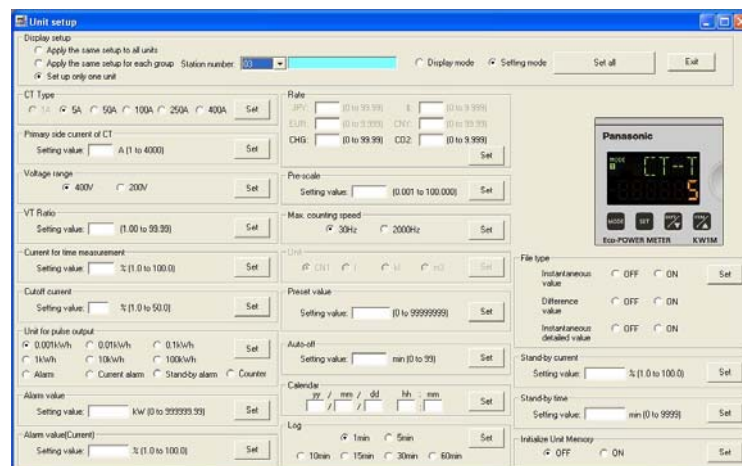 Unit setup
Display setup
Apply the same setup to all units
Apply the same setup for each group Station number: 03 Display mode Setting mode Set all Exit
Set up only one unit
CT Type
1A 5A 50A 100A 250A 400A Set
Primary side current of CT
Setting value: A (1 to 4000) Set
Voltage range
400V 200V Set
VT Ratio
Setting value: (1.00 to 99.99) Set
Current for time measurement
Setting value: % (1.0 to 100.0) Set
Cutoff current
Setting value: % (1.0 to 50.0) Set
Unit for pulse output
0.001kWh 0.01kWh 0.1kWh
1kWh 10kWh 100kWh Set
Alarm Current alarm Stand-by alarm Counter
Alarm value
Setting value: kW (0 to 999999.99) Set
Alarm value(Current)
Setting value: % (1.0 to 100.0) Set
Rate
JPY: (0 to 99.99) (0 to 9.999)
EUR: (0 to 9.999) CNY: (0 to 99.99)
CHG: (0 to 99.99) CO2: (0 to 9.999)
Set
Pre-scale
Setting value: (0.001 to 100.000) Set
Max. counting speed
30Hz 2000Hz Set
Unit
CN1 l kl m3 Set
Preset value
Setting value: (0 to 99999999) Set
Auto-off
Setting value: min (0 to 99) Set
Calendar
yy / mm / dd hh : mm
/ / : Set
Log
1min 5min Set
10min 15min 30min 60min
Panasonic
MODE
CT-T
5
MODE SET
Eco-POWER METER KW1M
File type
Instantaneous value OFF ON Set
Difference value OFF ON
Instantaneous detailed value OFF ON
Stand-by current
Setting value: % (1.0 to 100.0) Set
Stand-by time
Setting value: min (0 to 9999) Set
Initialize Unit Memory
OFF ON Set